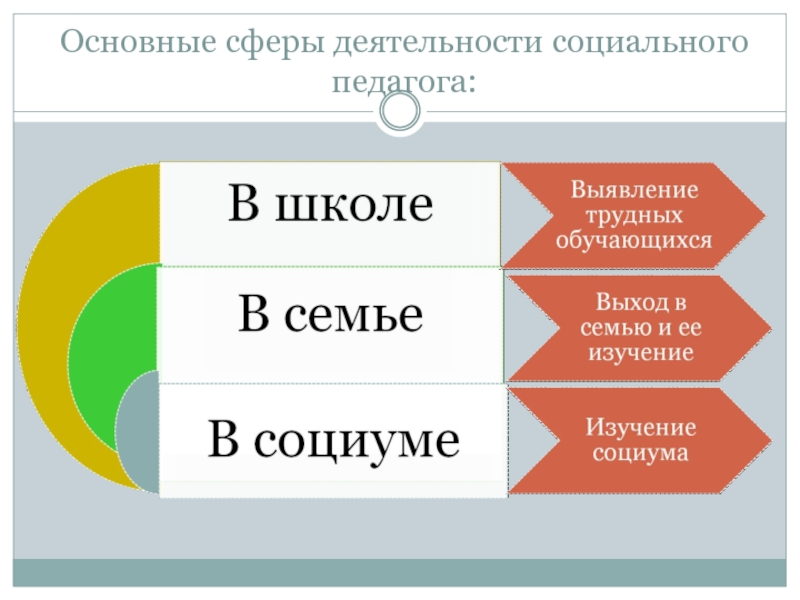 Основные сферы деятельности социального
педагога:
В школе
Выявление
трудных
обучающихся
В семье
Выход в
семью и ее
изучение
В социуме
Изучение
социума